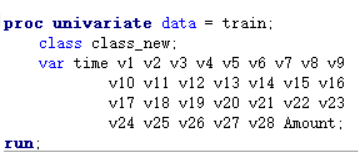 proc univariate data = train;
class class_new;
var time v1 v2 v3 v4 v5 v6 v7 v8 v9
v10 v11 v12 v13 v14 v15 v16
v17 v18 v19 v20 v21 v22 v23
v24 v25 v26 v27 v28 Amount;
run;